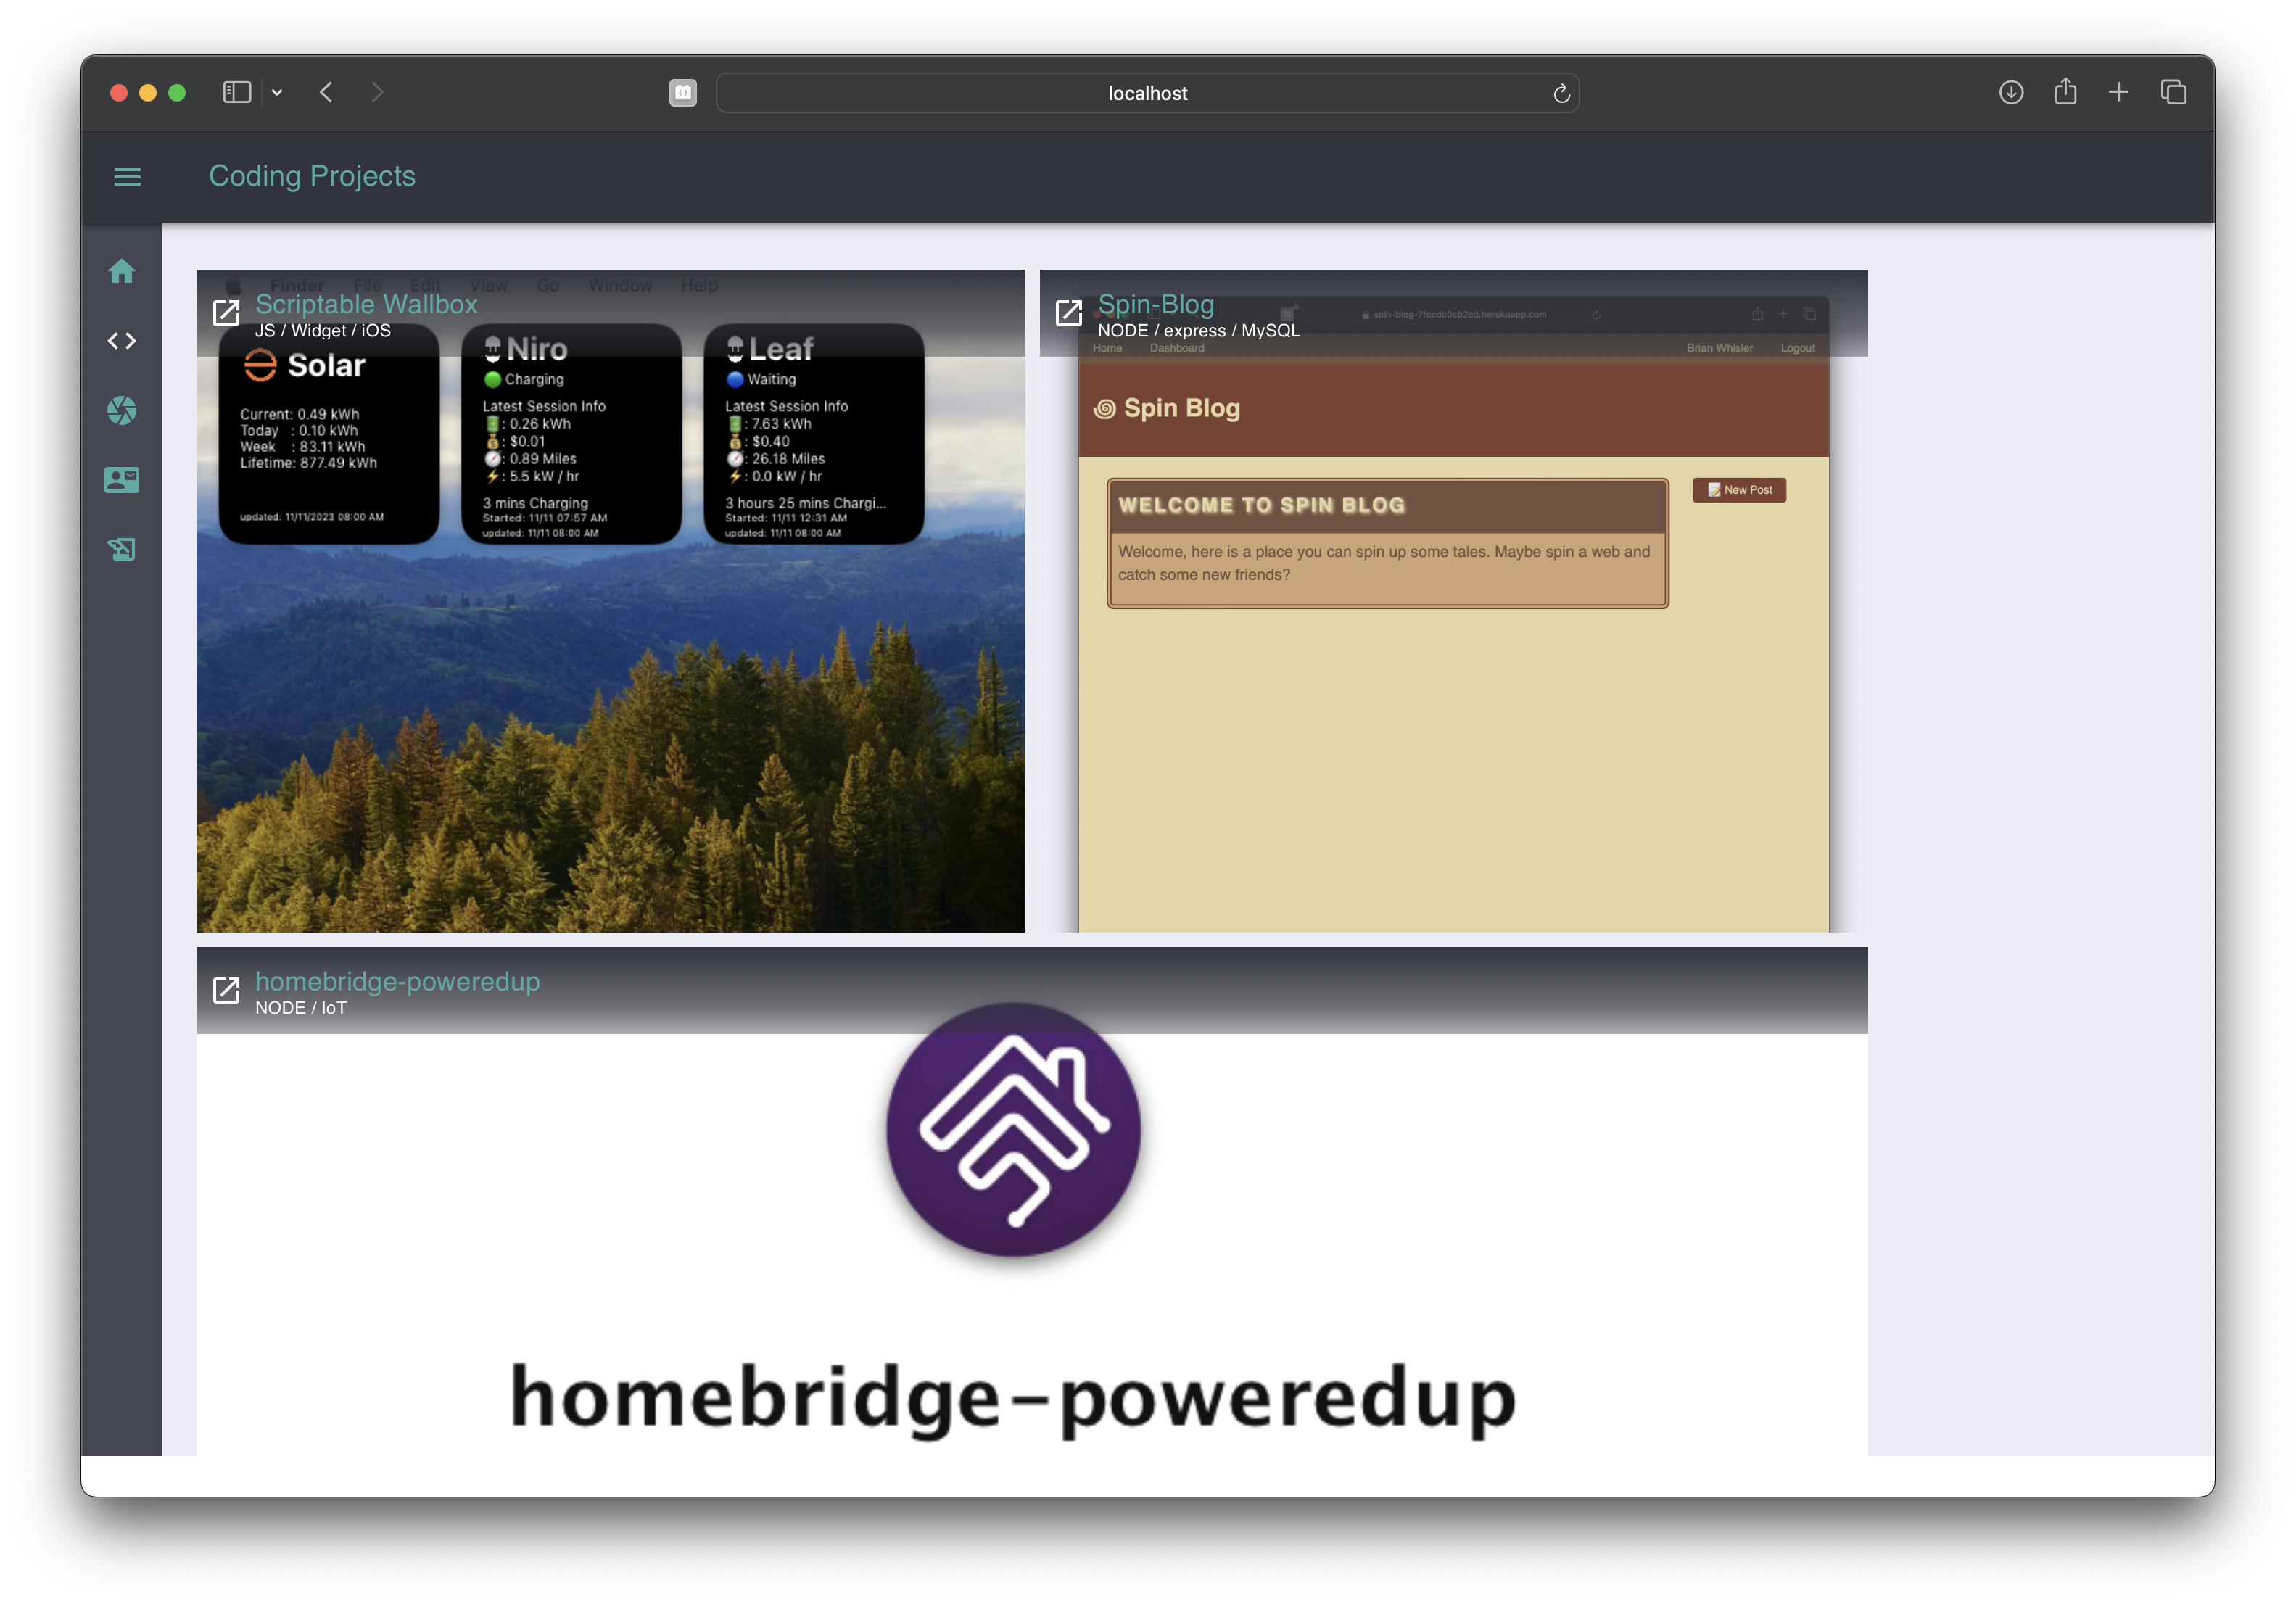 localhost
Coding Projects
Finder File Edit View Go Window Help
Scriptable Wallbox
JS / Widget / iOS
Solar
Current: 0.49 kWh
Today : 0.10 kWh
Week : 83.11 kWh
Lifetime: 877.49 kWh
updated: 11/11/2023 08:00 AM
Niro
Charging
Latest Session Info
: 0.26 kWh
: $0.01
: 0.89 Miles
: 5.5 kW / hr
3 mins Charging
Started: 11/11 07:57 AM
updated: 11/11 08:00 AM
Leaf
Waiting
Latest Session Info
: 7.63 kWh
: $0.40
: 26.18 Miles
: 0.0 kW / hr
3 hours 25 mins Chargi...
Started: 11/11 12:31 AM
updated: 11/11 08:00 AM
Spin-Blog
NODE / express / MySQL
spin-blog-7fccdc0cb2cd.herokuapp.com
Home Dashboard Brian Whisler Logout
Spin Blog
WELCOME TO SPIN BLOG
Welcome, here is a place you can spin up some tales. Maybe spin a web and
catch some new friends?
New Post
homebridge-poweredup
NODE / IoT
homebridge-poweredup